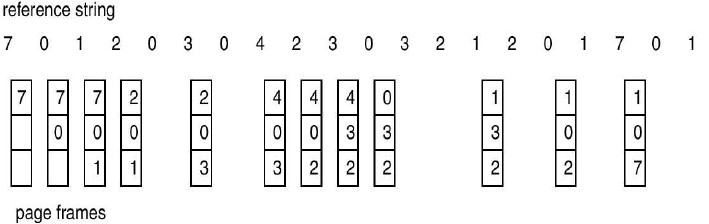 reference string
7 0 1 2 0 3 0 4 2 3 0 3 2 1 2 0 1 7 0 1
7 7 7 2 2 4 4 4 0 1 1 1
0 0 0 0 0 0 3 3 3 0 0
1 1 3 3 2 2 2 2 2 7
page frames